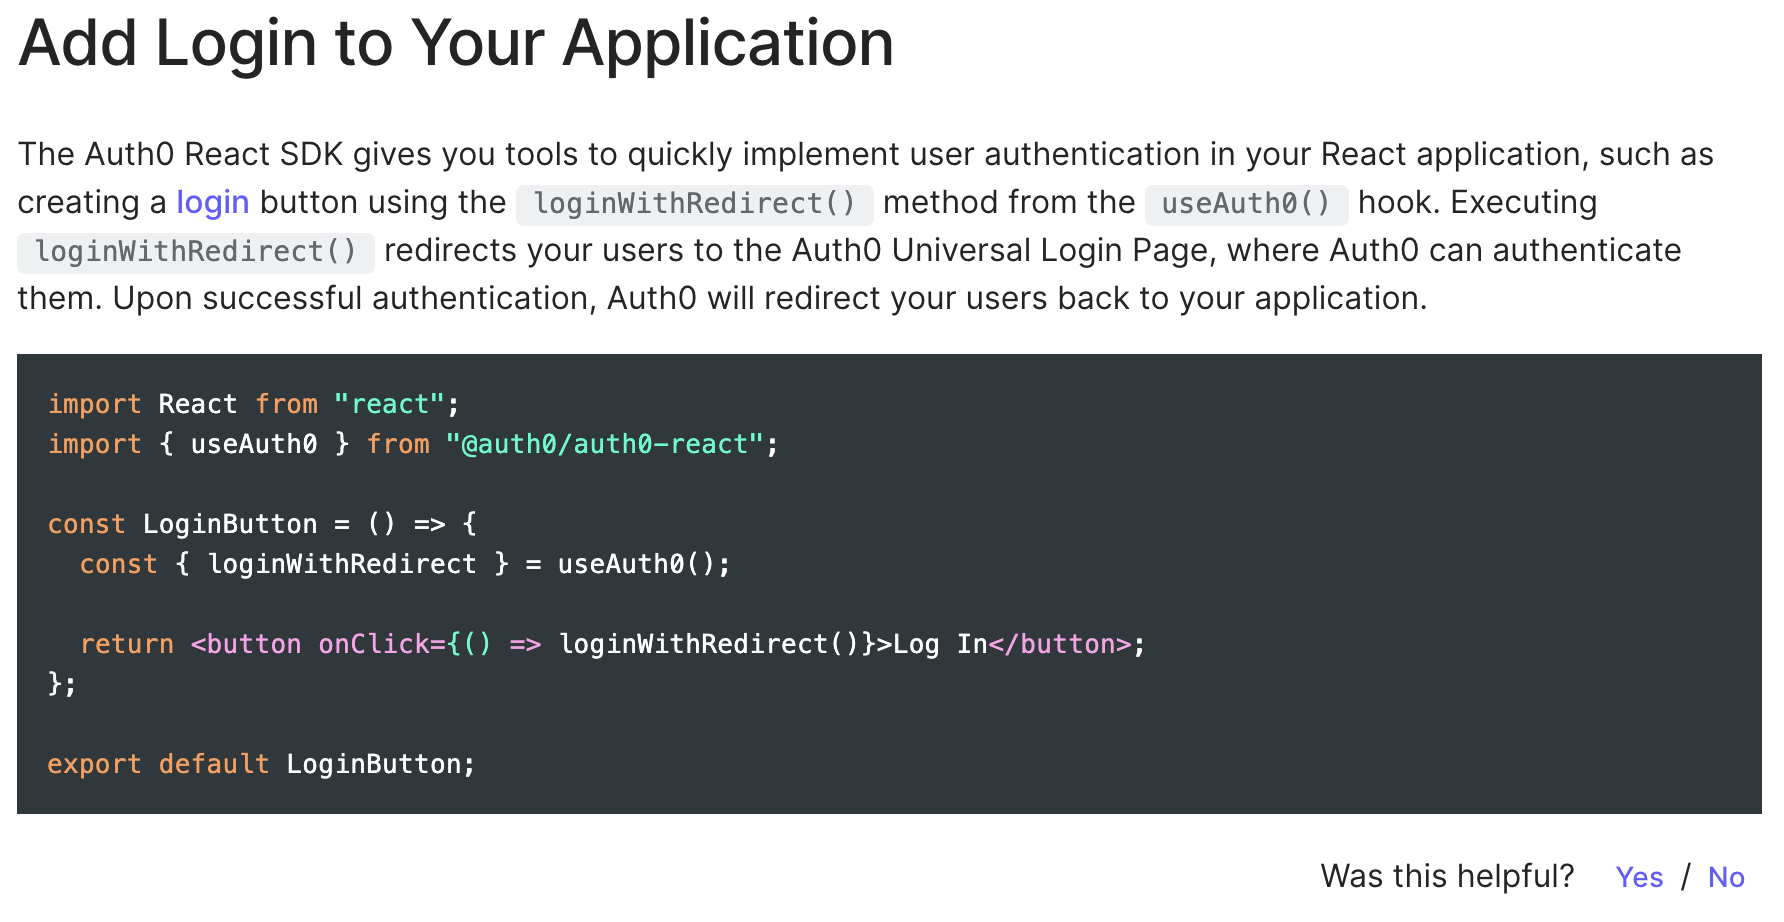 Add Login to Your Application
The Auth0 React SDK gives you tools to quickly implement user authentication in your React application, such as
creating a login button using the loginWithRedirect() method from the useAuth0() hook. Executing
loginWithRedirect() redirects your users to the Auth0 Universal Login Page, where Auth0 can authenticate
them. Upon successful authentication, Auth0 will redirect your users back to your application.
import React from "react";
import { useAuth0 } from "@auth0/auth0-react";
const LoginButton = () => {
  const { loginWithRedirect } = useAuth0();
  return <button onClick={() => loginWithRedirect()}>Log In</button>;
};
export default LoginButton;
Was this helpful? Yes / No